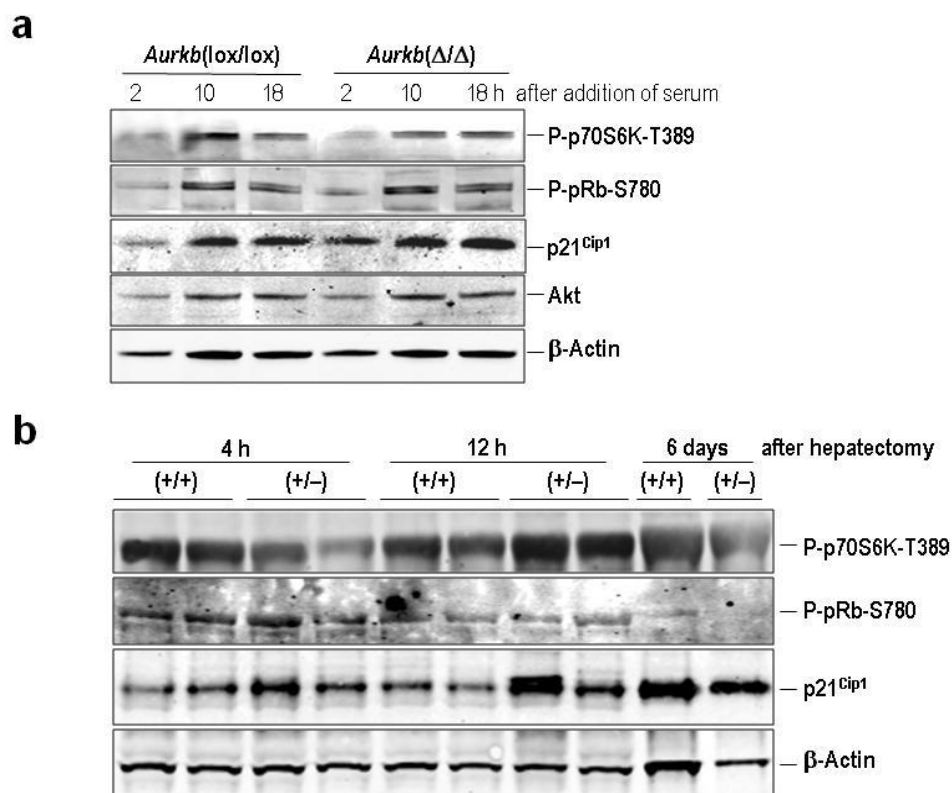 a
Aurkb(lox/lox) Aurkb(Δ/Δ)
2 10 18 2 10 18 h after addition of serum
P-p70S6K-T389
P-pRb-S780
p21Cip1
Akt
β-Actin
b
4 h 12 h 6 days after hepatectomy
(+/+) (+/–) (+/+) (+/–) (+/+) (+/–)
P-p70S6K-T389
P-pRb-S780
p21Cip1
β-Actin